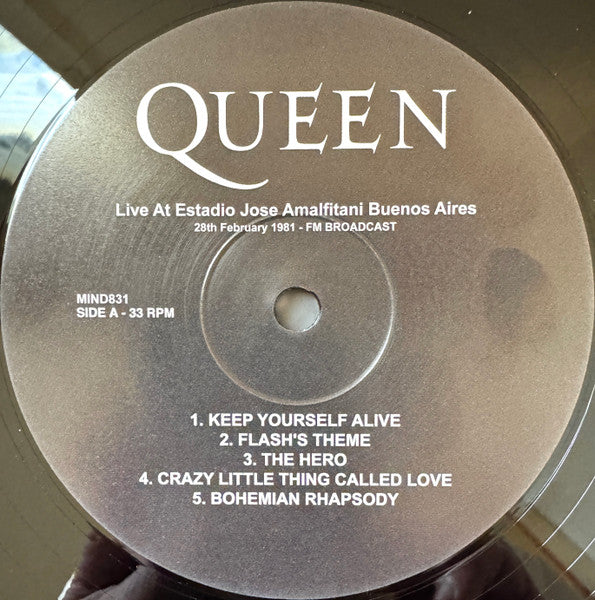 QUEEN
Live At Estadio Jose Amalfitani Buenos Aires
28th February 1981 - FM BROADCAST
MIND831
SIDE A - 33 RPM
1. KEEP YOURSELF ALIVE
2. FLASH'S THEME
3. THE HERO
4. CRAZY LITTLE THING CALLED LOVE
5. BOHEMIAN RHAPSODY